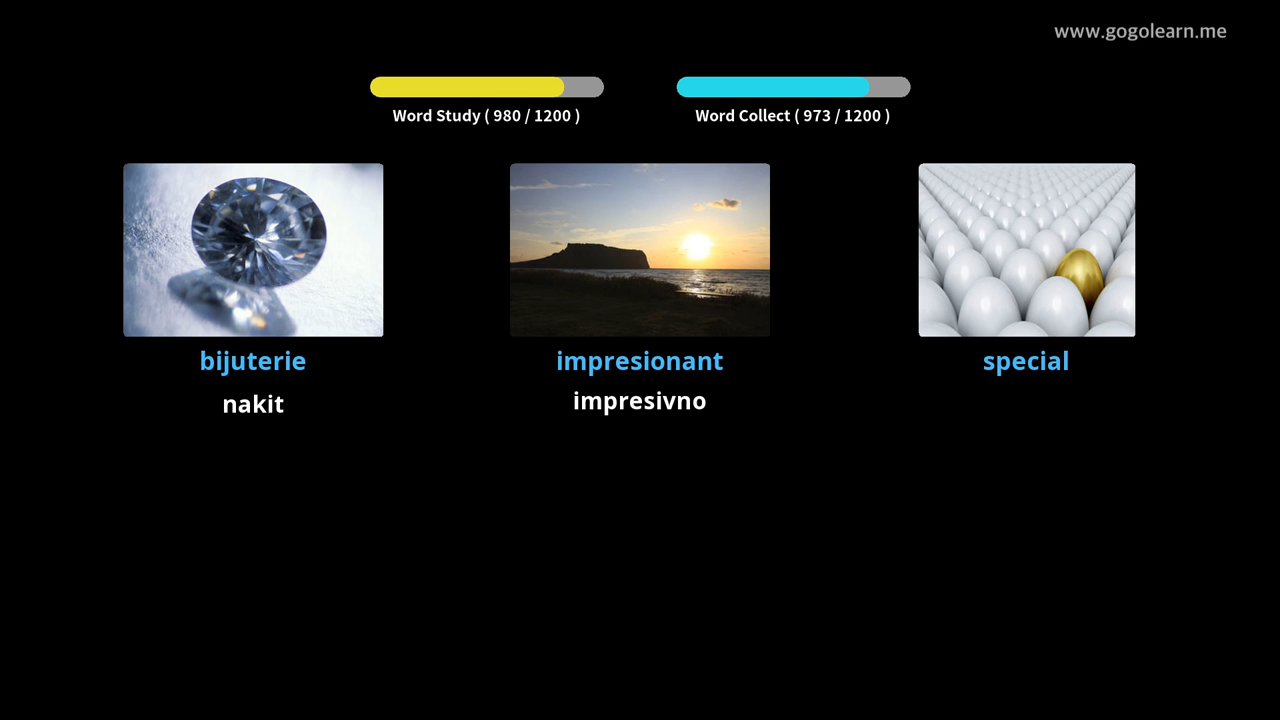 www.gogolearn.me
Word Study ( 980 / 1200 )
Word Collect ( 973 / 1200 )
bijuterie
impresionant
special
nakit
impresivno